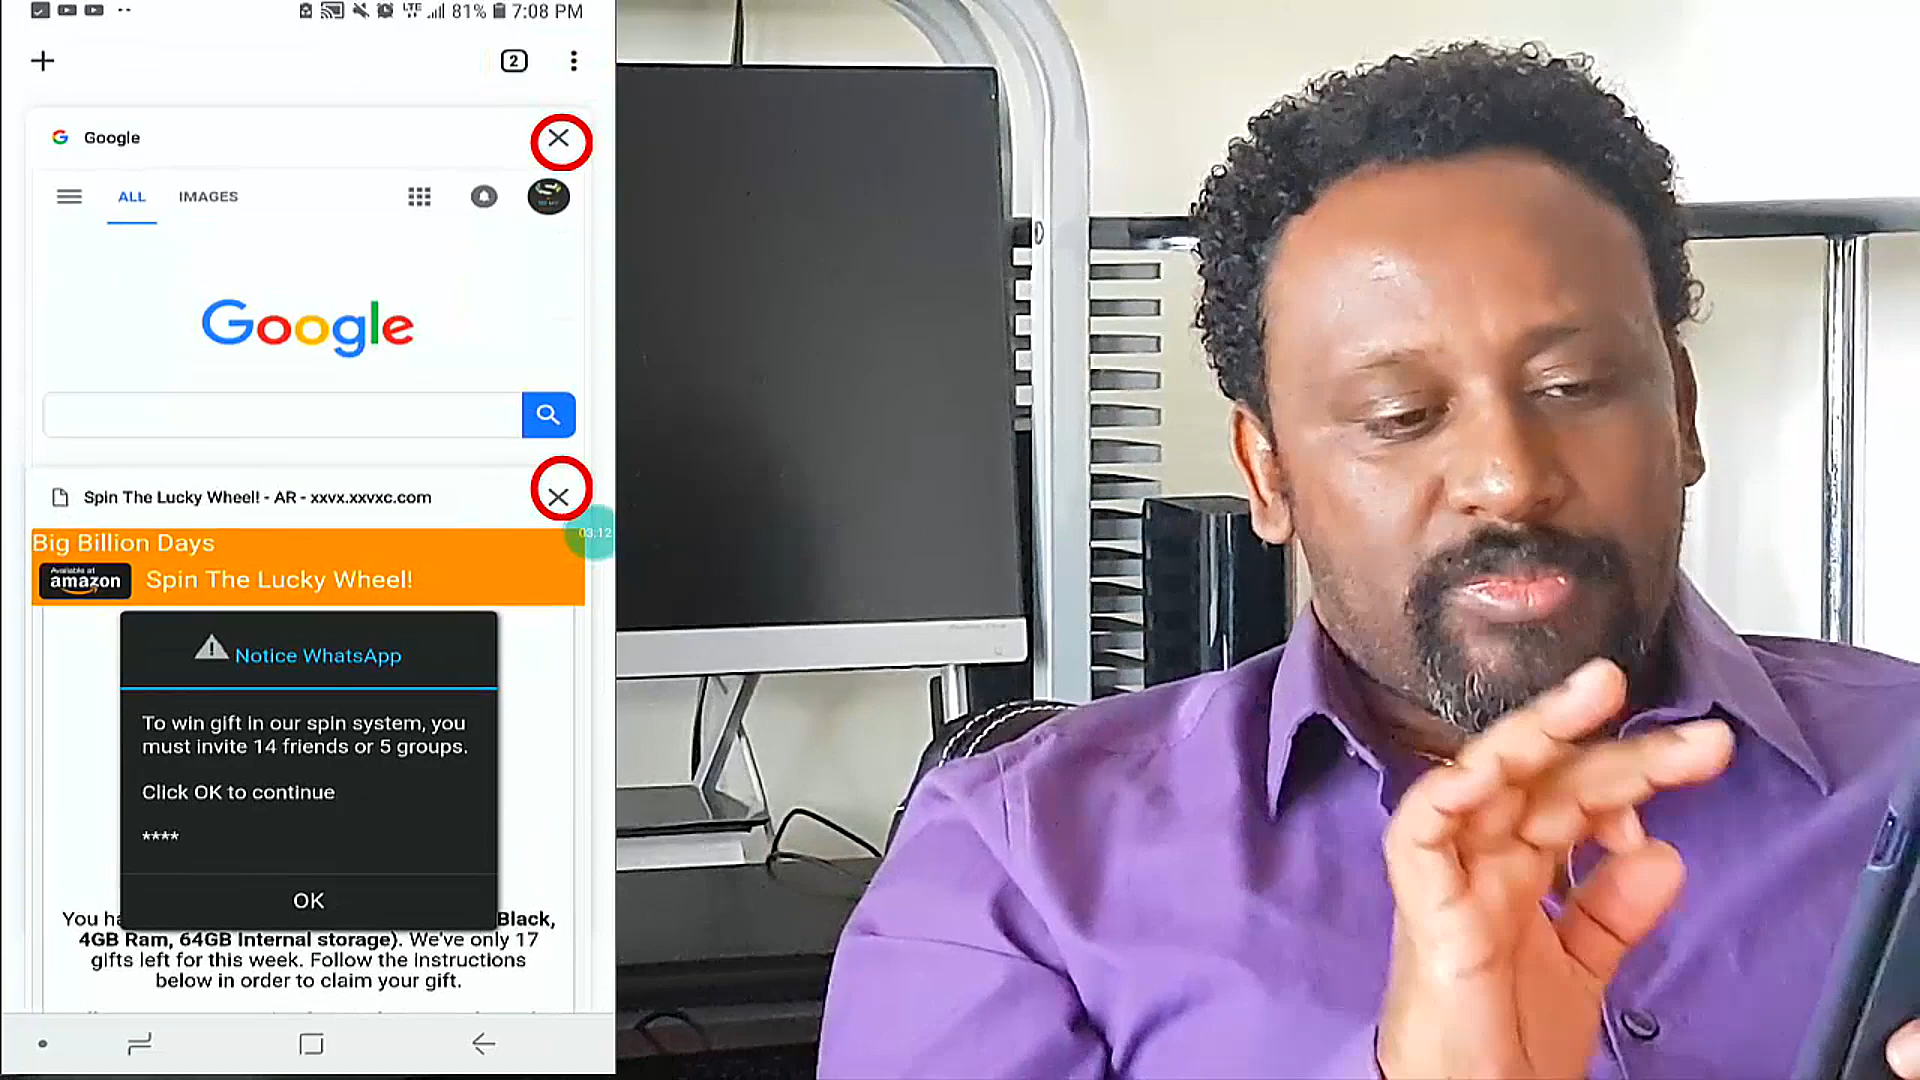 LTE 81% 7:08 PM
2
Google
ALL IMAGES
Google
Spin The Lucky Wheel! - AR - xxvx.xxvxc.com
03:12
Big Billion Days
Available at
amazon
Spin The Lucky Wheel!
Notice WhatsApp
To win gift in our spin system, you
must invite 14 friends or 5 groups.
Click OK to continue
****
OK
You ha Black,
4GB Ram, 64GB Internal storage). We've only 17
gifts left for this week. Follow the instructions
below in order to claim your gift.